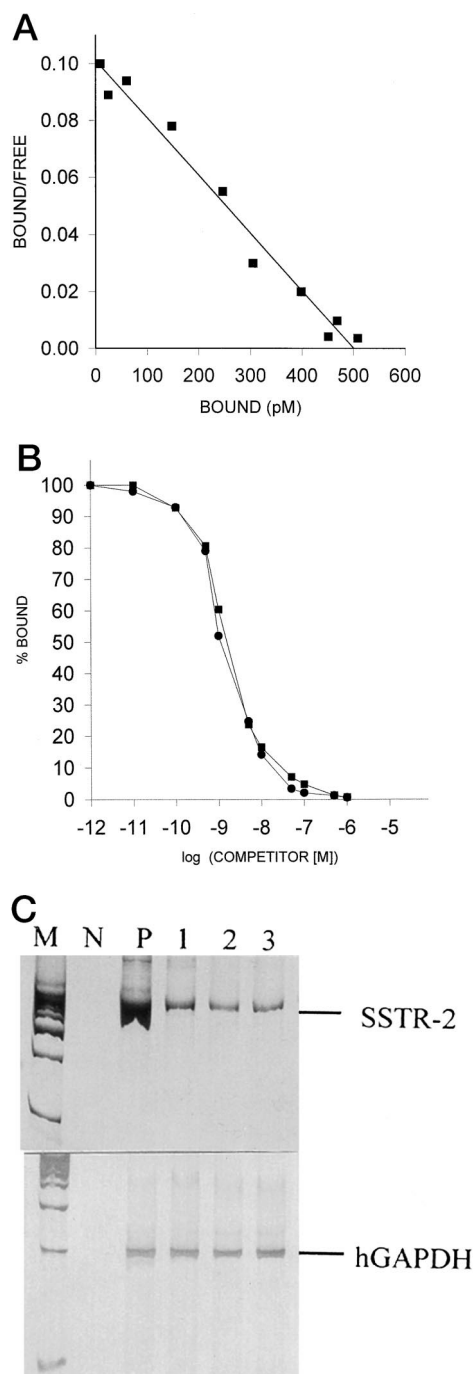 A
BOUND/FREE
0.10
0.08
0.06
0.04
0.02
0.00
0 100 200 300 400 500 600
BOUND (pM)
B
% BOUND
100
90
80
70
60
50
40
30
20
10
0
-12 -11 -10 -9 -8 -7 -6 -5
log (COMPETITOR [M])
C
M N P 1 2 3
SSTR-2
hGAPDH